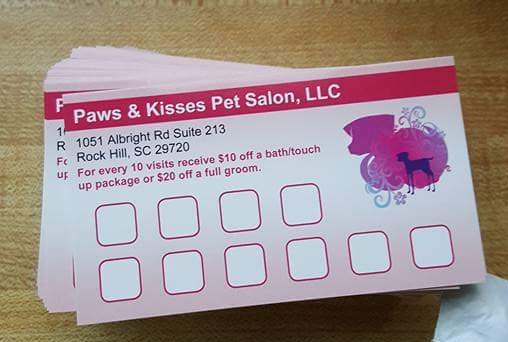 Paws & Kisses Pet Salon, LLC
1051 Albright Rd Suite 213
Rock Hill, SC 29720
For every 10 visits receive $10 off a bath/touch
up package or $20 off a full groom.